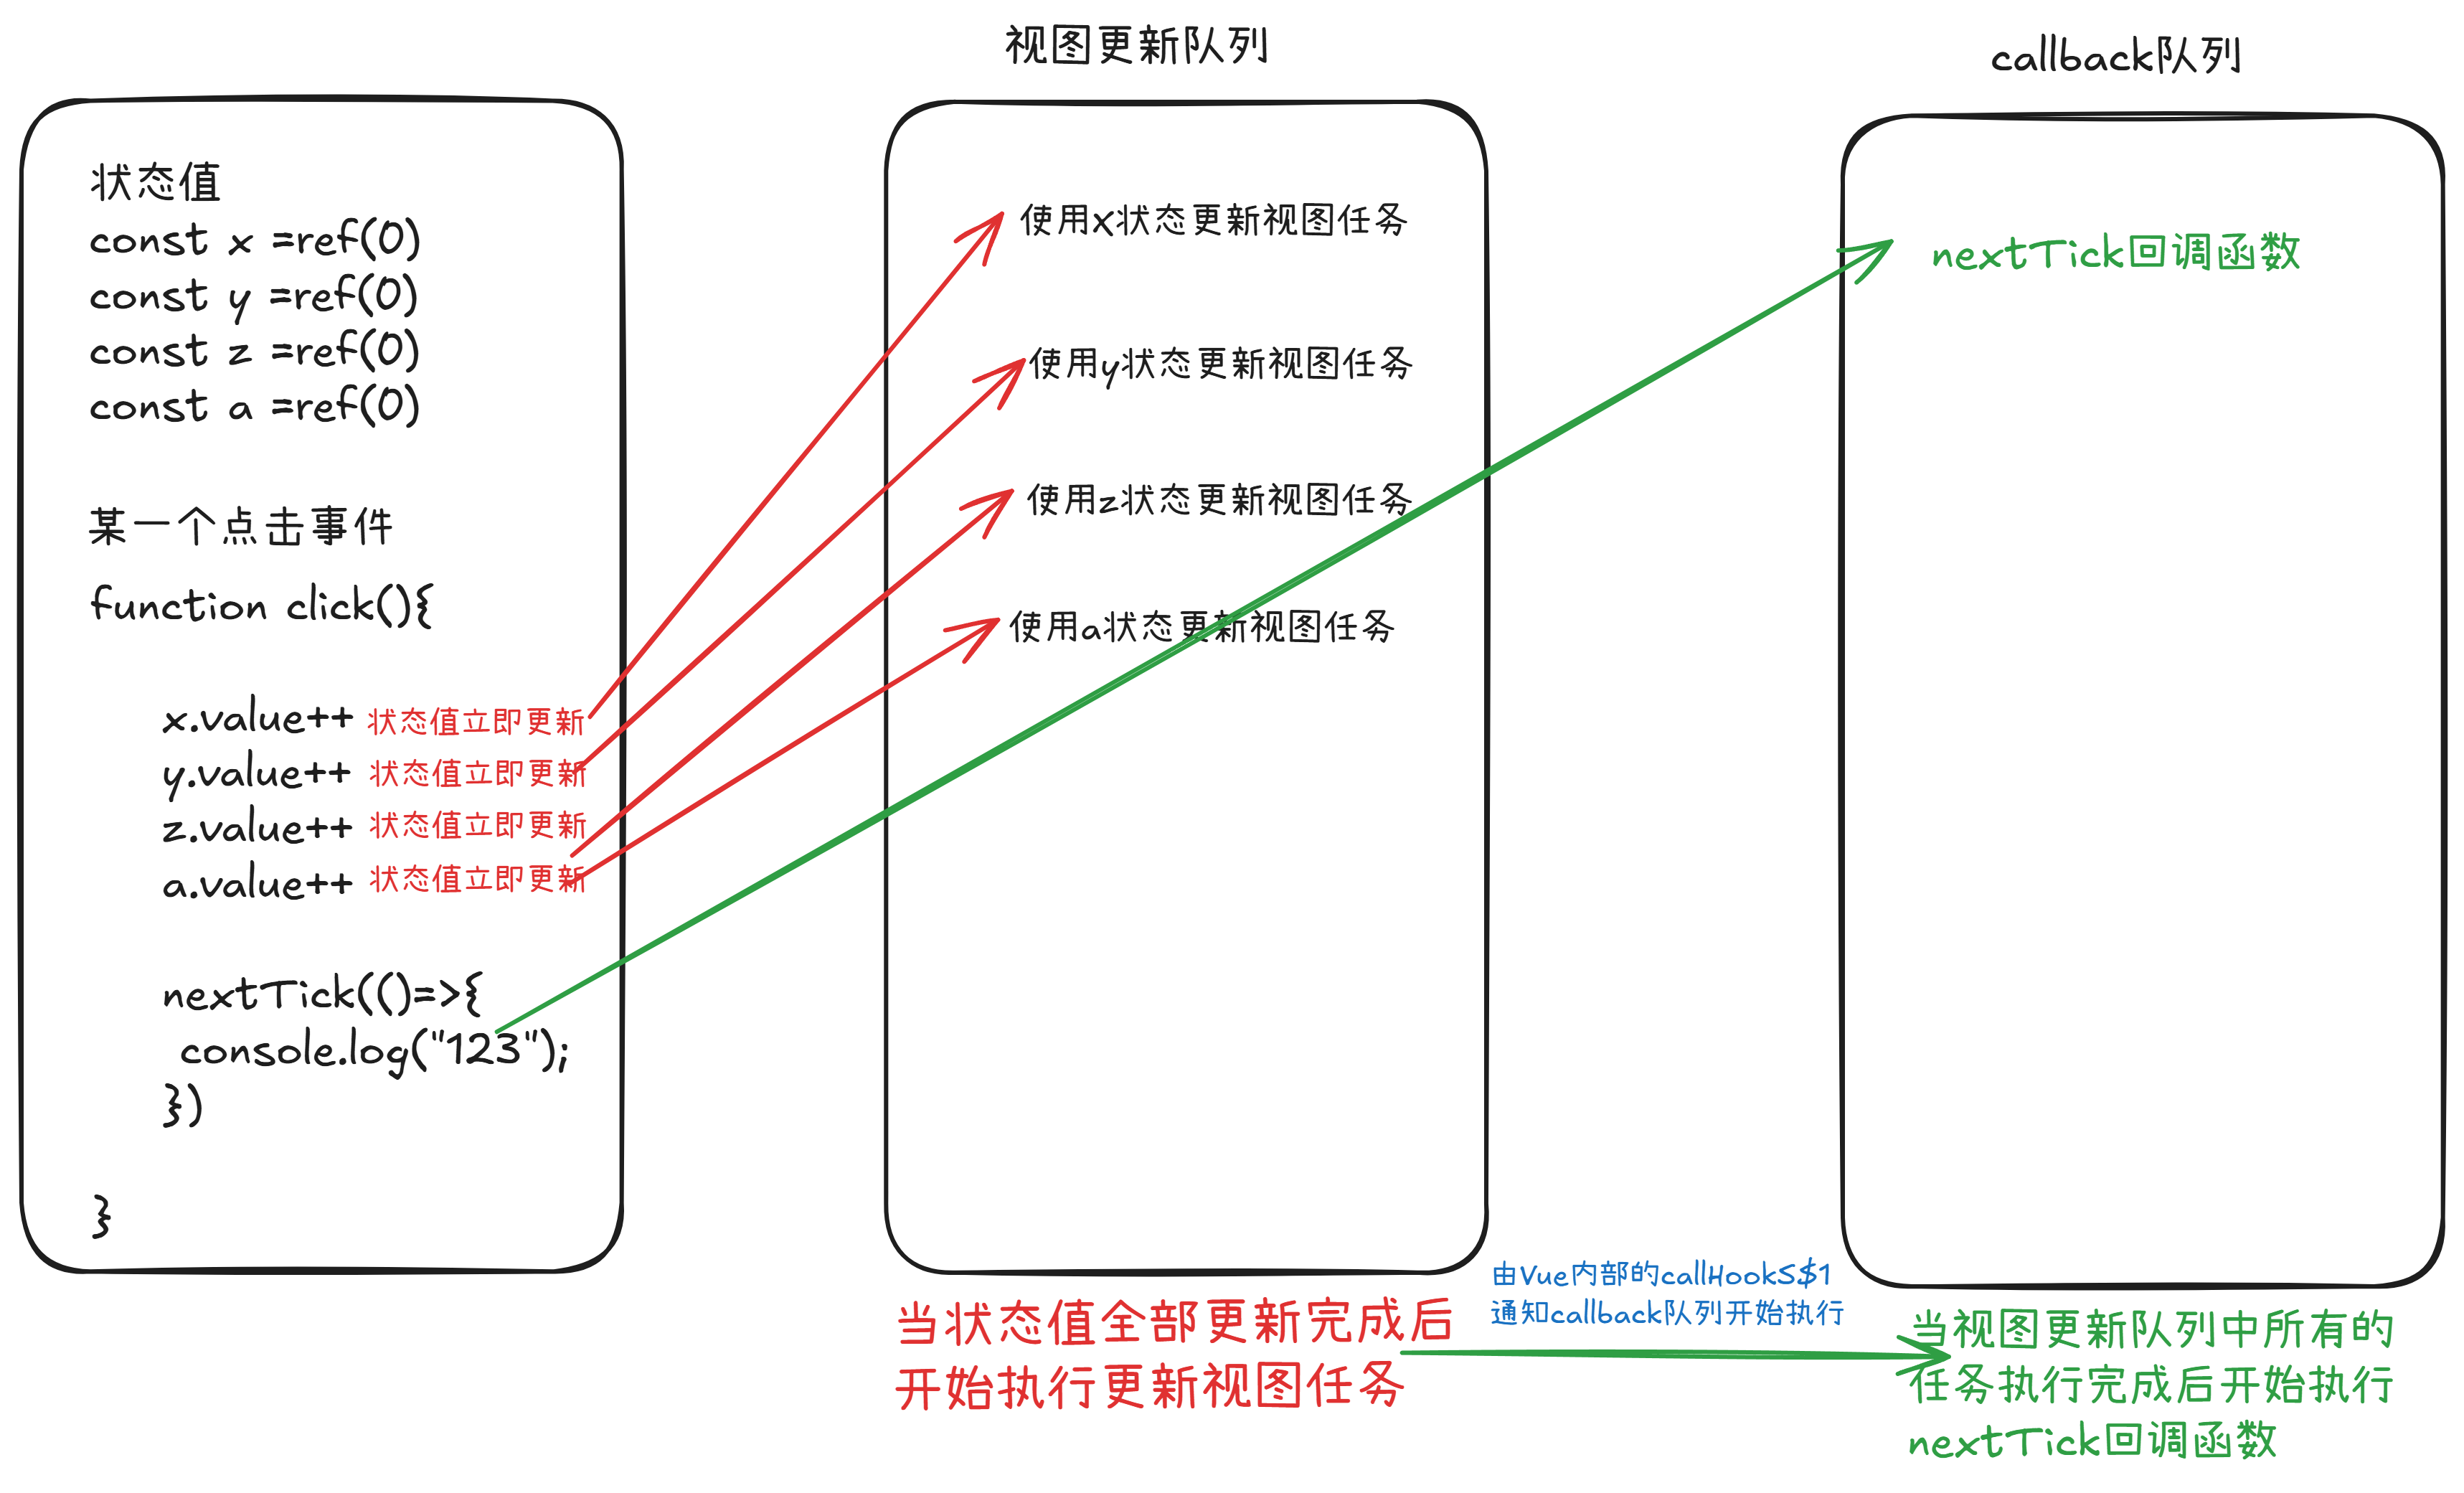 视图更新队列
callback队列
状态值
const x =ref(0)
const y =ref(0)
const z =ref(0)
const a =ref(0)
某一个点击事件
function click(){
x.value++ 状态值立即更新
y.value++ 状态值立即更新
z.value++ 状态值立即更新
a.value++ 状态值立即更新
nextTick(()=>{
console.log("123");
})
}
使用x状态更新视图任务
使用y状态更新视图任务
使用z状态更新视图任务
使用a状态更新视图任务
nextTick回调函数
当状态值全部更新完成后
开始执行更新视图任务
由Vue内部的callHookS$1
通知callback队列开始执行
当视图更新队列中所有的
任务执行完成后开始执行
nextTick回调函数